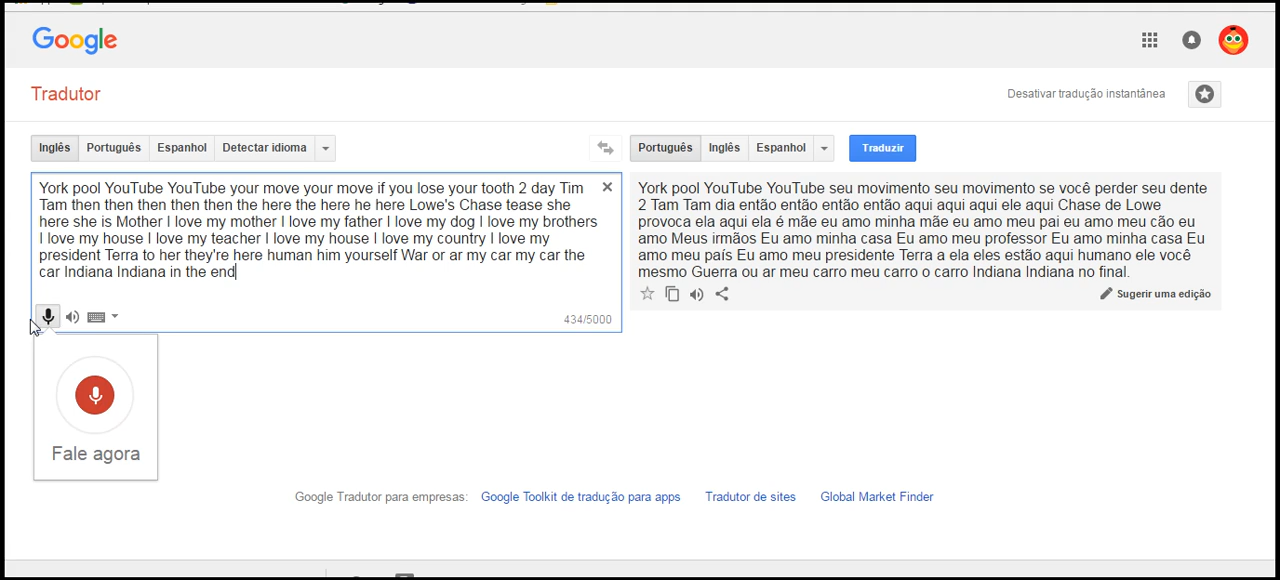 Google
Tradutor
Desativar tradução instantânea
Inglês Português Espanhol Detectar idioma
Português Inglês Espanhol Traduzir
York pool YouTube YouTube your move your move if you lose your tooth 2 day Tim
Tam then then then then then the here the here he here Lowe's Chase tease she
here she is Mother I love my mother I love my father I love my dog I love my brothers
I love my house I love my teacher I love my house I love my country I love my
president Terra to her they're here human him yourself War or ar my car my car the
car Indiana Indiana in the end
434/5000
York pool YouTube YouTube seu movimento seu movimento se você perder seu dente
2 Tam Tam dia então então então então aqui aqui aqui ele aqui Chase de Lowe
provoca ela aqui ela é mãe eu amo minha mãe eu amo meu pai eu amo meu cão eu
amo Meus irmãos Eu amo minha casa Eu amo meu professor Eu amo minha casa Eu
amo meu país Eu amo meu presidente Terra a ela eles estão aqui humano ele você
mesmo Guerra ou ar meu carro meu carro o carro Indiana Indiana no final.
Sugerir uma edição
Fale agora
Google Tradutor para empresas: Google Toolkit de tradução para apps Tradutor de sites Global Market Finder